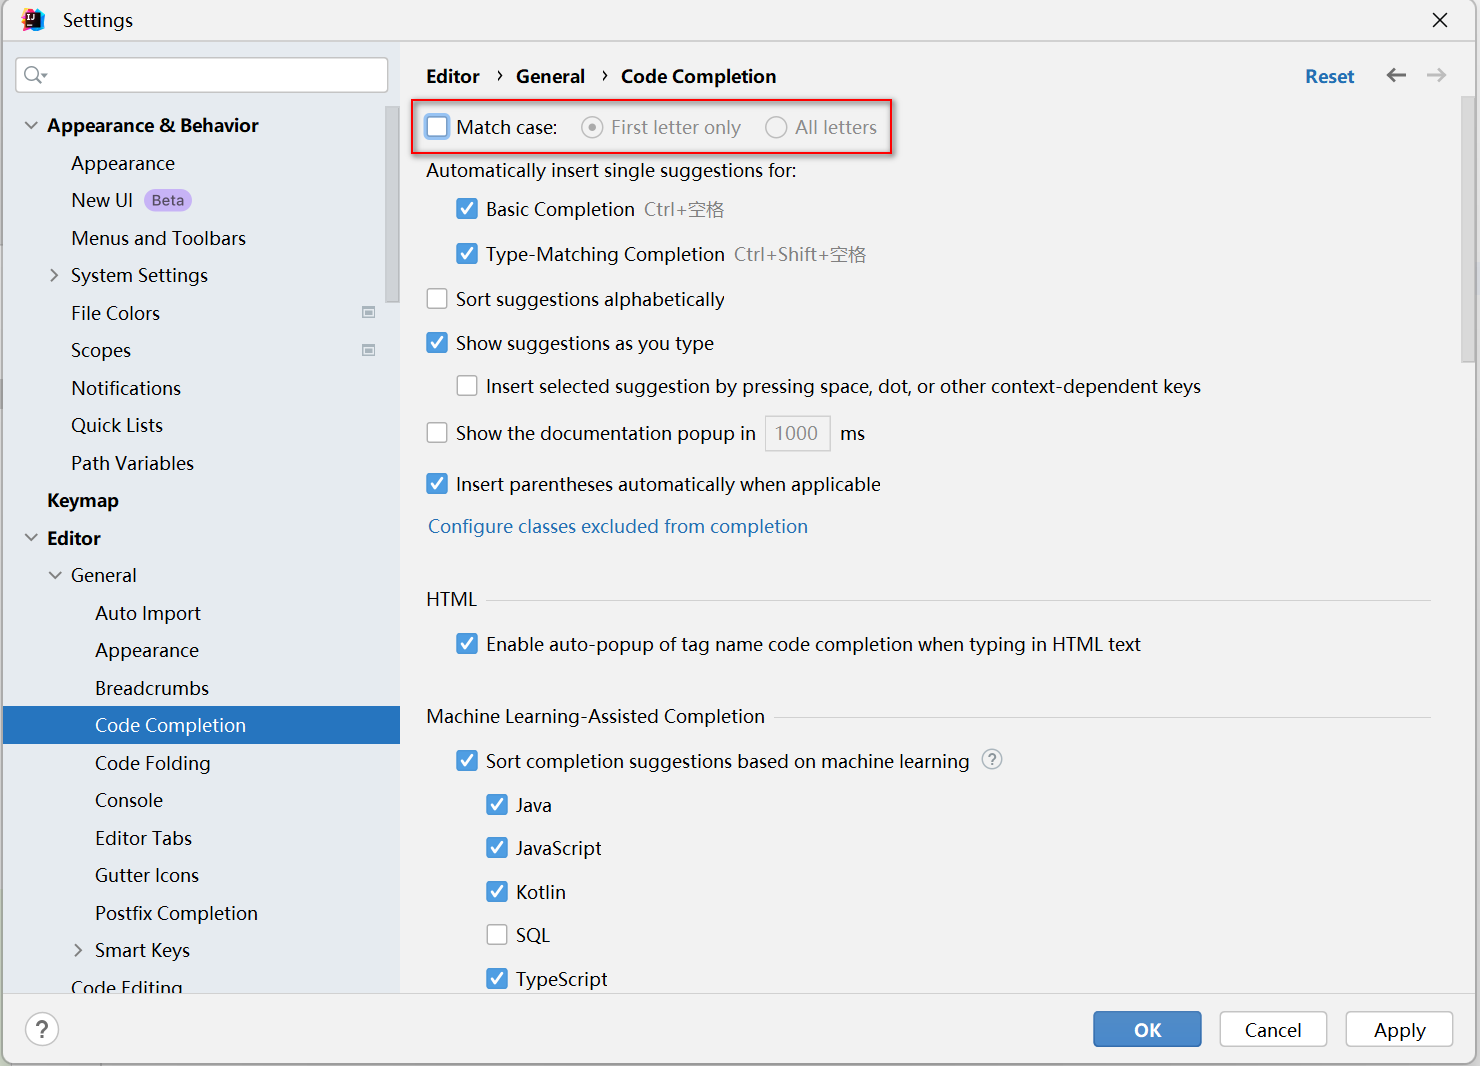 Settings
Appearance & Behavior
Appearance
New UI Beta
Menus and Toolbars
System Settings
File Colors
Scopes
Notifications
Quick Lists
Path Variables
Keymap
Editor
General
Auto Import
Appearance
Breadcrumbs
Code Completion
Code Folding
Console
Editor Tabs
Gutter Icons
Postfix Completion
Smart Keys
Code Editing
Editor › General › Code Completion
Reset
Match case: First letter only All letters
Automatically insert single suggestions for:
Basic Completion Ctrl+空格
Type-Matching Completion Ctrl+Shift+空格
Sort suggestions alphabetically
Show suggestions as you type
Insert selected suggestion by pressing space, dot, or other context-dependent keys
Show the documentation popup in 1000 ms
Insert parentheses automatically when applicable
Configure classes excluded from completion
HTML
Enable auto-popup of tag name code completion when typing in HTML text
Machine Learning-Assisted Completion
Sort completion suggestions based on machine learning ?
Java
JavaScript
Kotlin
SQL
TypeScript
?
OK
Cancel
Apply